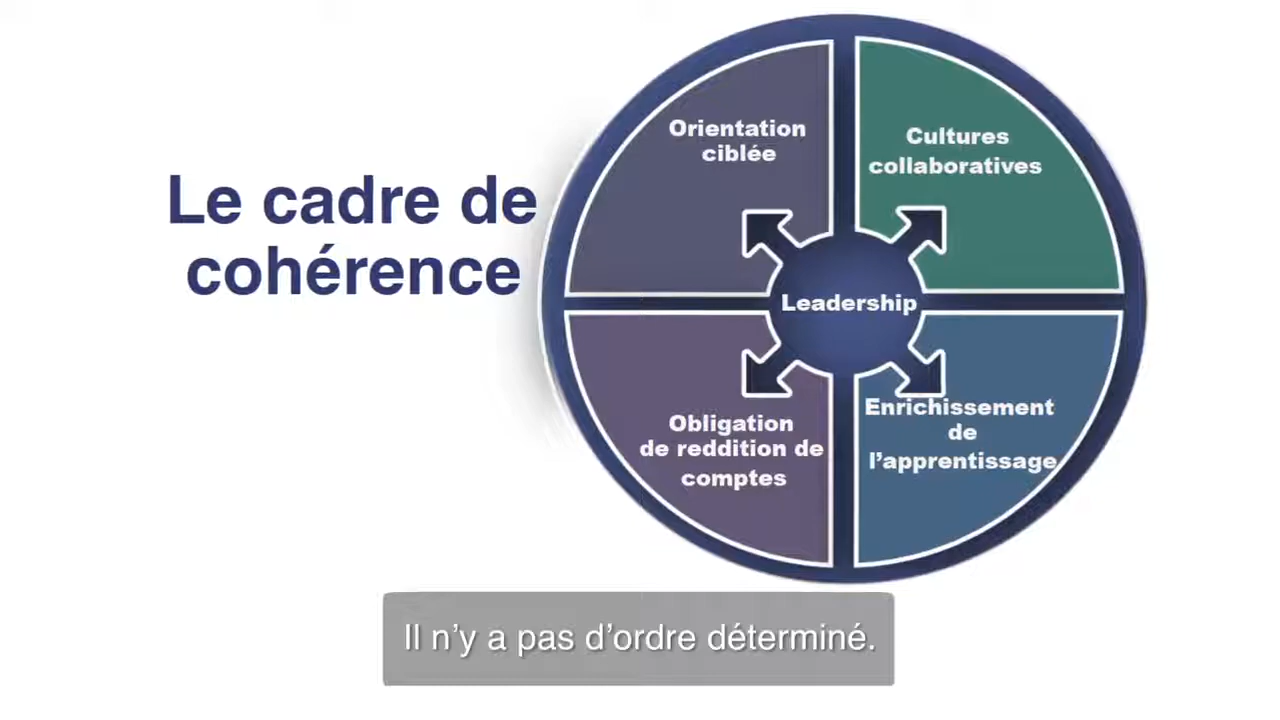 Le cadre de
cohérence
Orientation
ciblée
Cultures
collaboratives
Leadership
Obligation
de reddition de
comptes
Enrichissement
de
l’apprentissage
Il n’y a pas d’ordre déterminé.